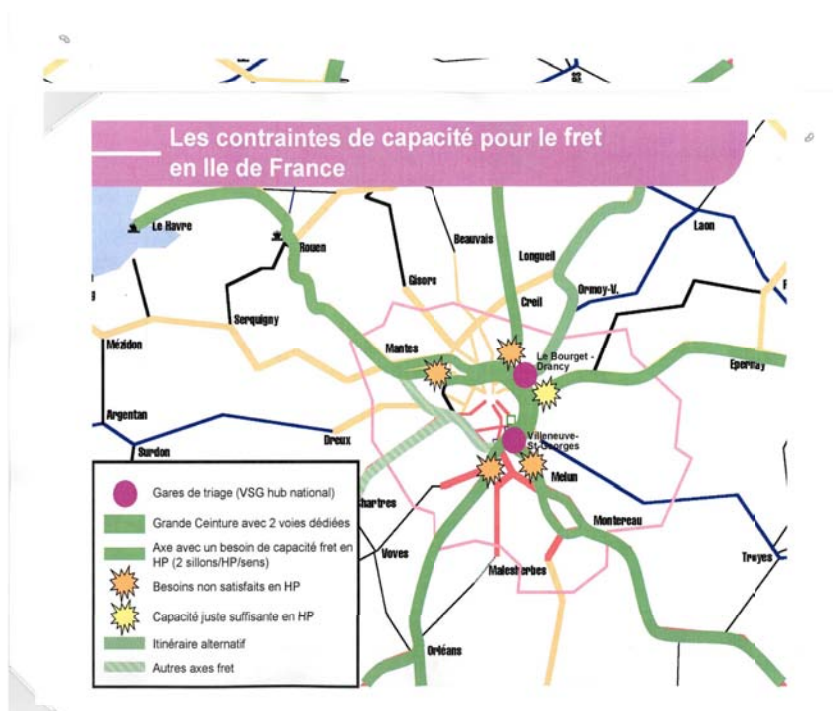 Les contraintes de capacité pour le fret
en Ile de France
Le Havre
Rouen
Beauvais
Longueil
Laon
Gisors
Creil
Ormoy-V.
Serquigny
Mézidon
Mantes
Le Bourget -
Drancy
Epernay
Argentan
Surdon
Dreux
Villeneuve-
St-Georges
Melun
Chartres
Montereau
Voves
Troyes
Malesherbes
Orléans
Gares de triage (VSG hub national)
Grande Ceinture avec 2 voies dédiées
Axe avec un besoin de capacité fret en
HP (2 sillons/HP/sens)
Besoins non satisfaits en HP
Capacité juste suffisante en HP
Itinéraire alternatif
Autres axes fret